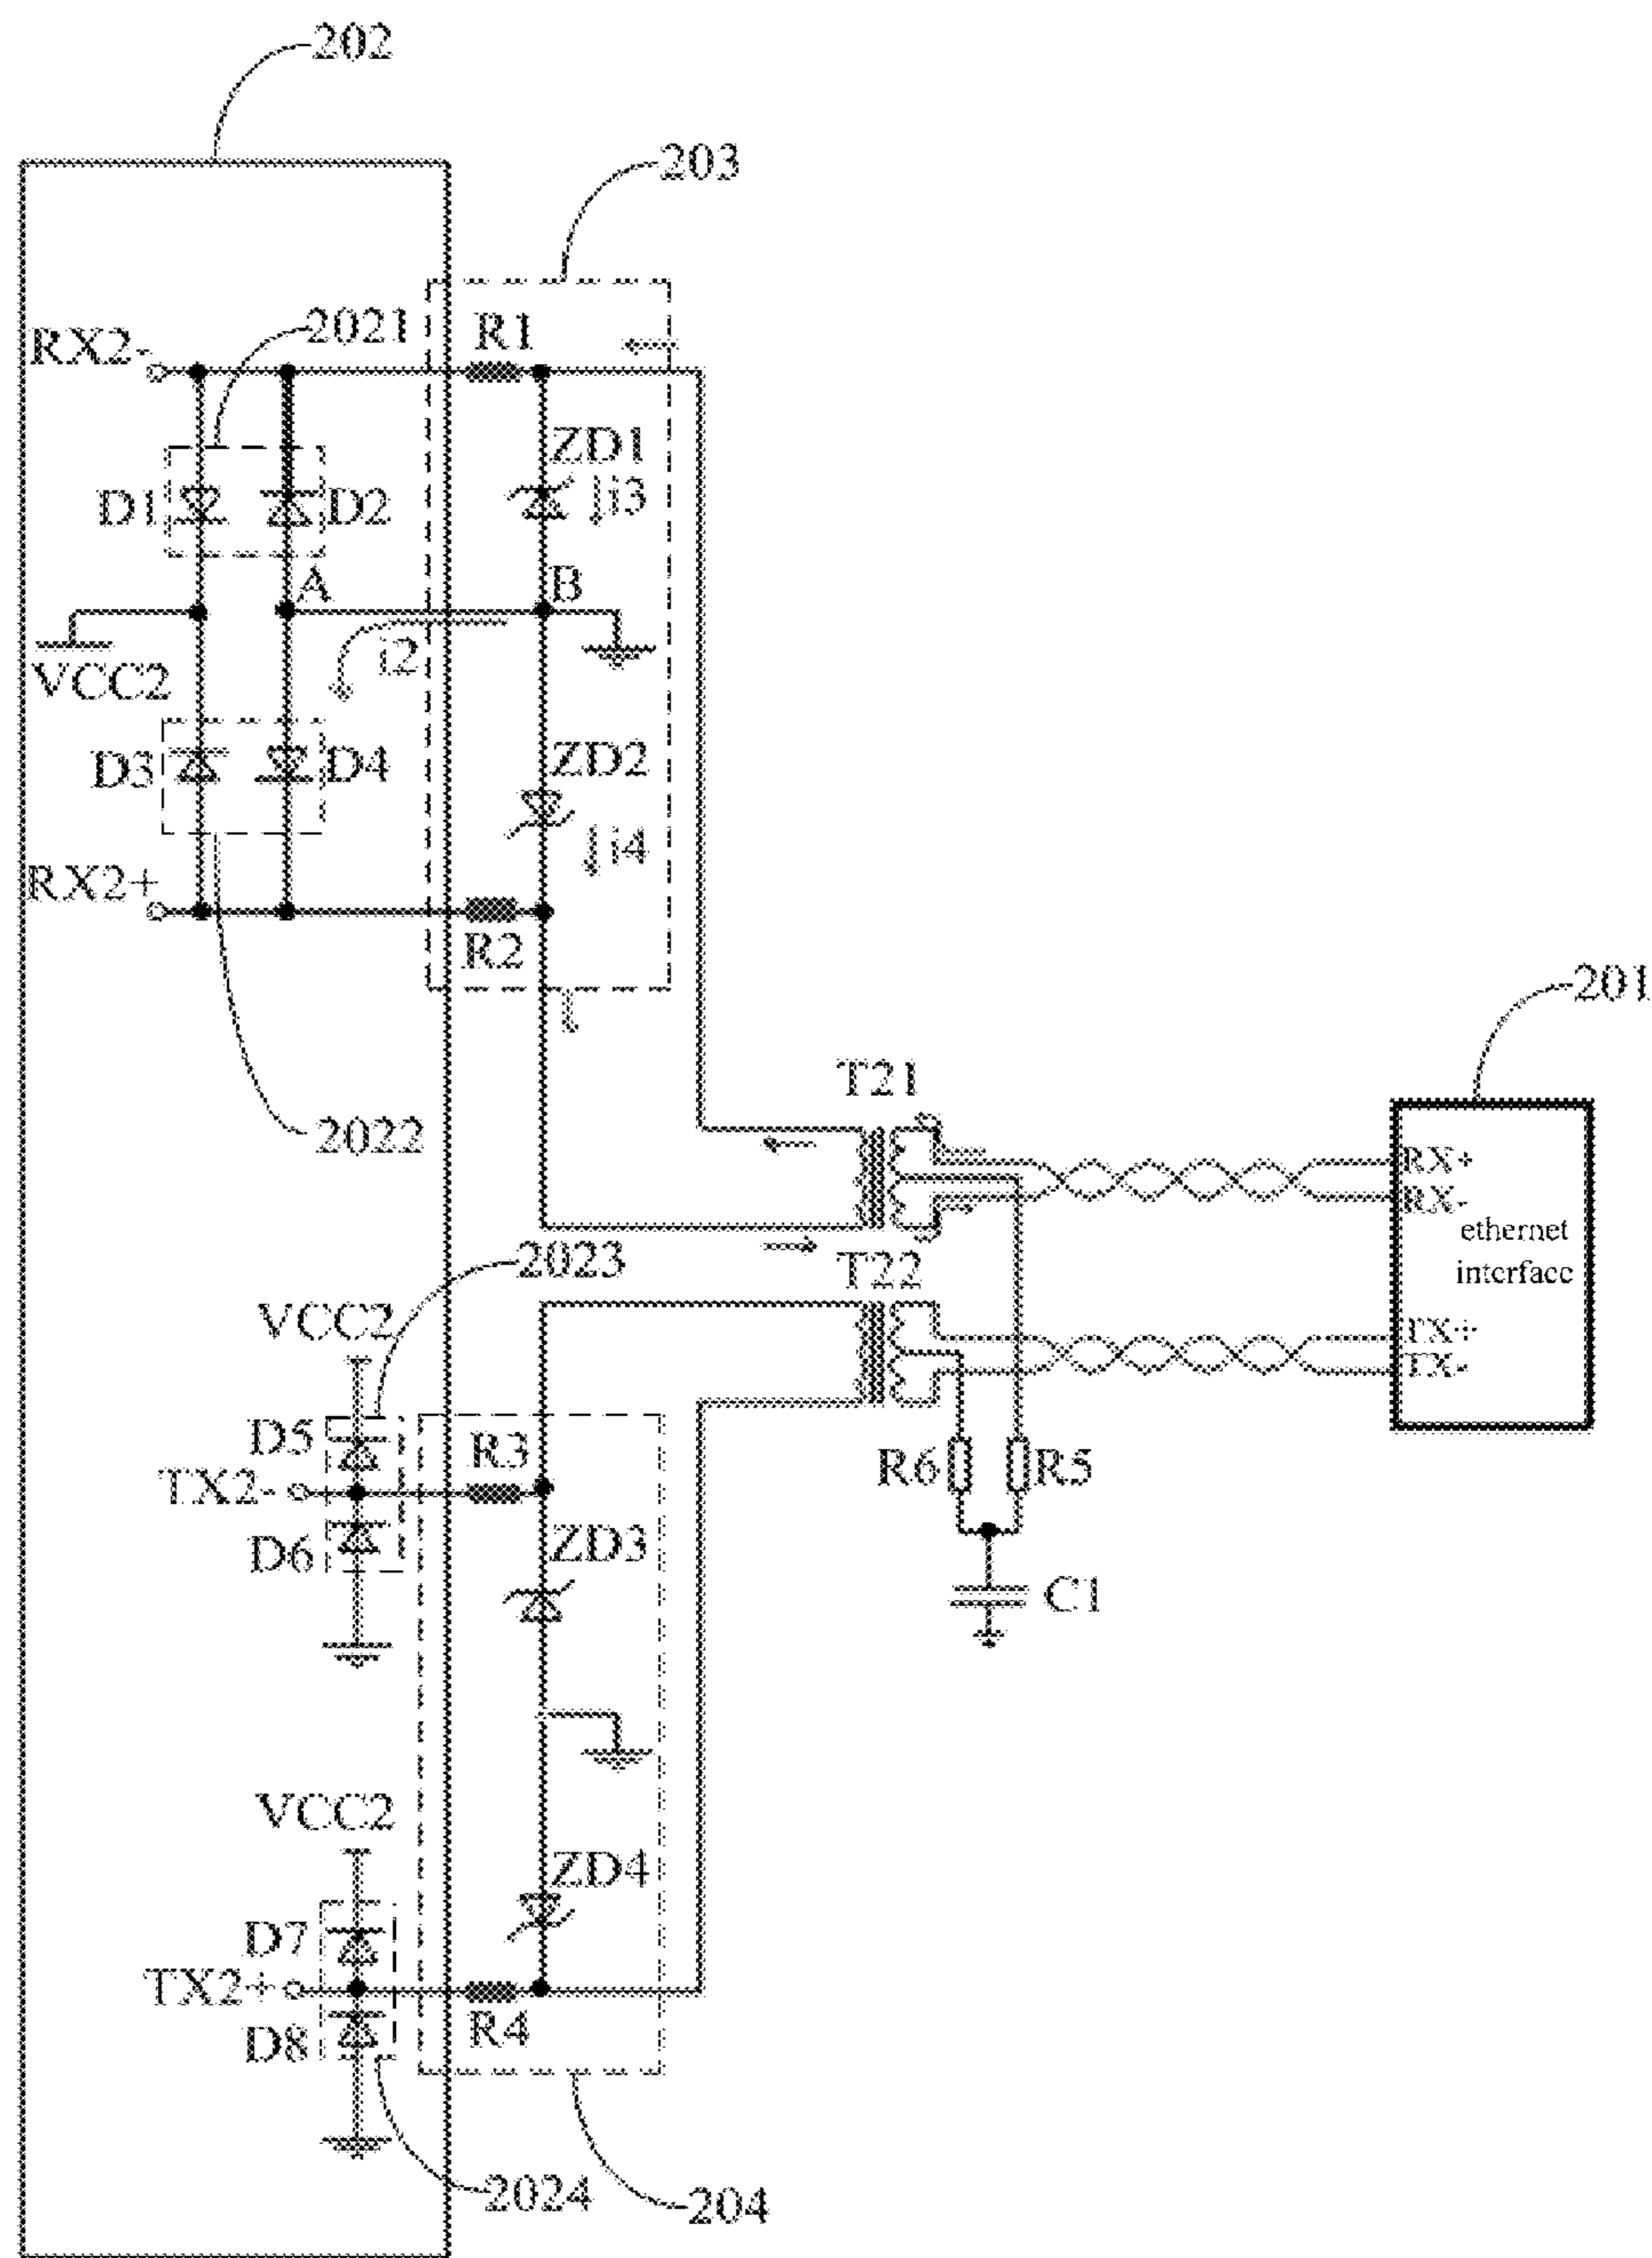 202
203
2021
RX2-
R1
ZD1
i3
D1
D2
A
B
i2
VCC2
D3
D4
ZD2
i4
RX2+
R2
201
T21
2022
RX+
RX-
ethernet
interface
2023
T22
VCC2
TX+
TX-
D5
R3
TX2-
R6
R5
D6
ZD3
C1
VCC2
ZD4
D7
TX2+
R4
D8
2024
204